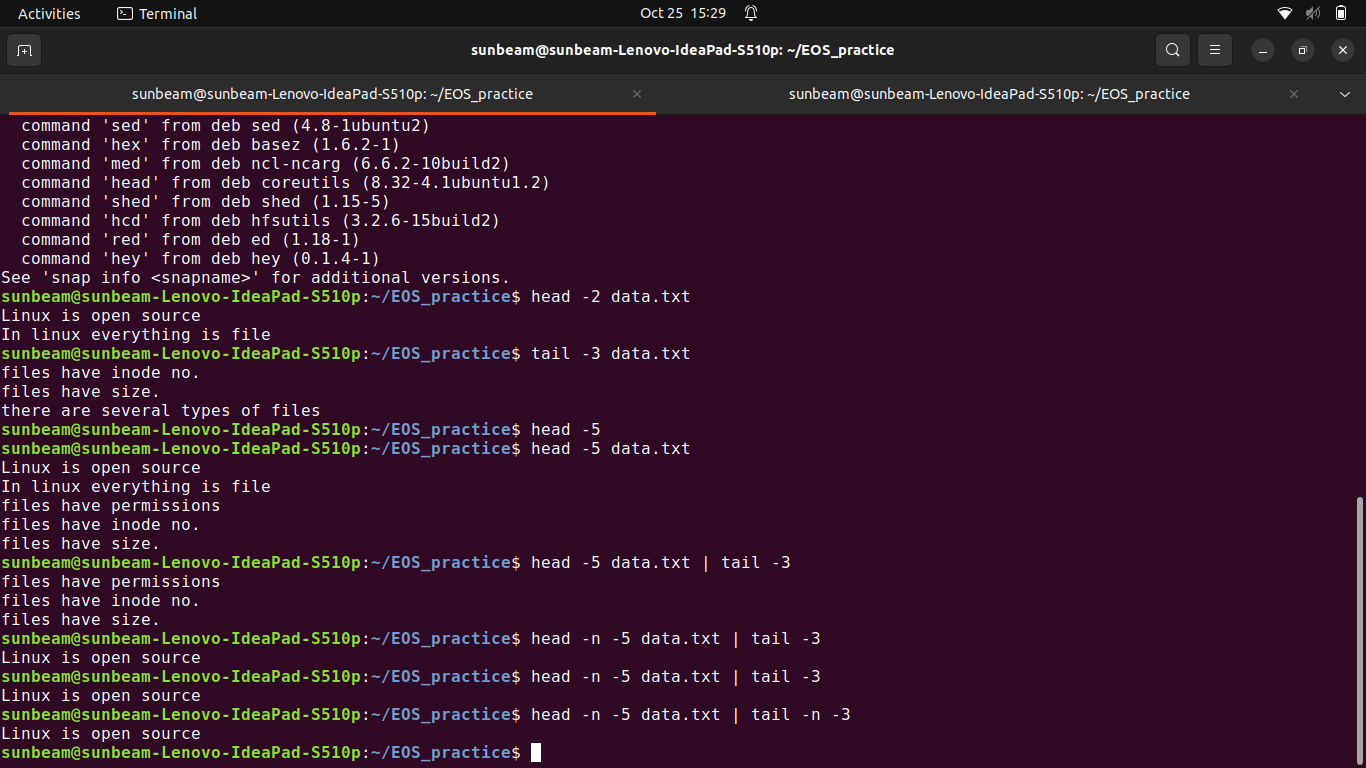 Activities Terminal Oct 25 15:29
sunbeam@sunbeam-Lenovo-IdeaPad-S510p: ~/EOS_practice
sunbeam@sunbeam-Lenovo-IdeaPad-S510p: ~/EOS_practice sunbeam@sunbeam-Lenovo-IdeaPad-S510p: ~/EOS_practice
command 'sed' from deb sed (4.8-1ubuntu2)
command 'hex' from deb basez (1.6.2-1)
command 'med' from deb ncl-ncarg (6.6.2-10build2)
command 'head' from deb coreutils (8.32-4.1ubuntu1.2)
command 'shed' from deb shed (1.15-5)
command 'hcd' from deb hfsutils (3.2.6-15build2)
command 'red' from deb ed (1.18-1)
command 'hey' from deb hey (0.1.4-1)
See 'snap info <snapname>' for additional versions.
sunbeam@sunbeam-Lenovo-IdeaPad-S510p:~/EOS_practice$ head -2 data.txt
Linux is open source
In linux everything is file
sunbeam@sunbeam-Lenovo-IdeaPad-S510p:~/EOS_practice$ tail -3 data.txt
files have inode no.
files have size.
there are several types of files
sunbeam@sunbeam-Lenovo-IdeaPad-S510p:~/EOS_practice$ head -5
sunbeam@sunbeam-Lenovo-IdeaPad-S510p:~/EOS_practice$ head -5 data.txt
Linux is open source
In linux everything is file
files have permissions
files have inode no.
files have size.
sunbeam@sunbeam-Lenovo-IdeaPad-S510p:~/EOS_practice$ head -5 data.txt | tail -3
files have permissions
files have inode no.
files have size.
sunbeam@sunbeam-Lenovo-IdeaPad-S510p:~/EOS_practice$ head -n -5 data.txt | tail -3
Linux is open source
sunbeam@sunbeam-Lenovo-IdeaPad-S510p:~/EOS_practice$ head -n -5 data.txt | tail -3
Linux is open source
sunbeam@sunbeam-Lenovo-IdeaPad-S510p:~/EOS_practice$ head -n -5 data.txt | tail -n -3
Linux is open source
sunbeam@sunbeam-Lenovo-IdeaPad-S510p:~/EOS_practice$